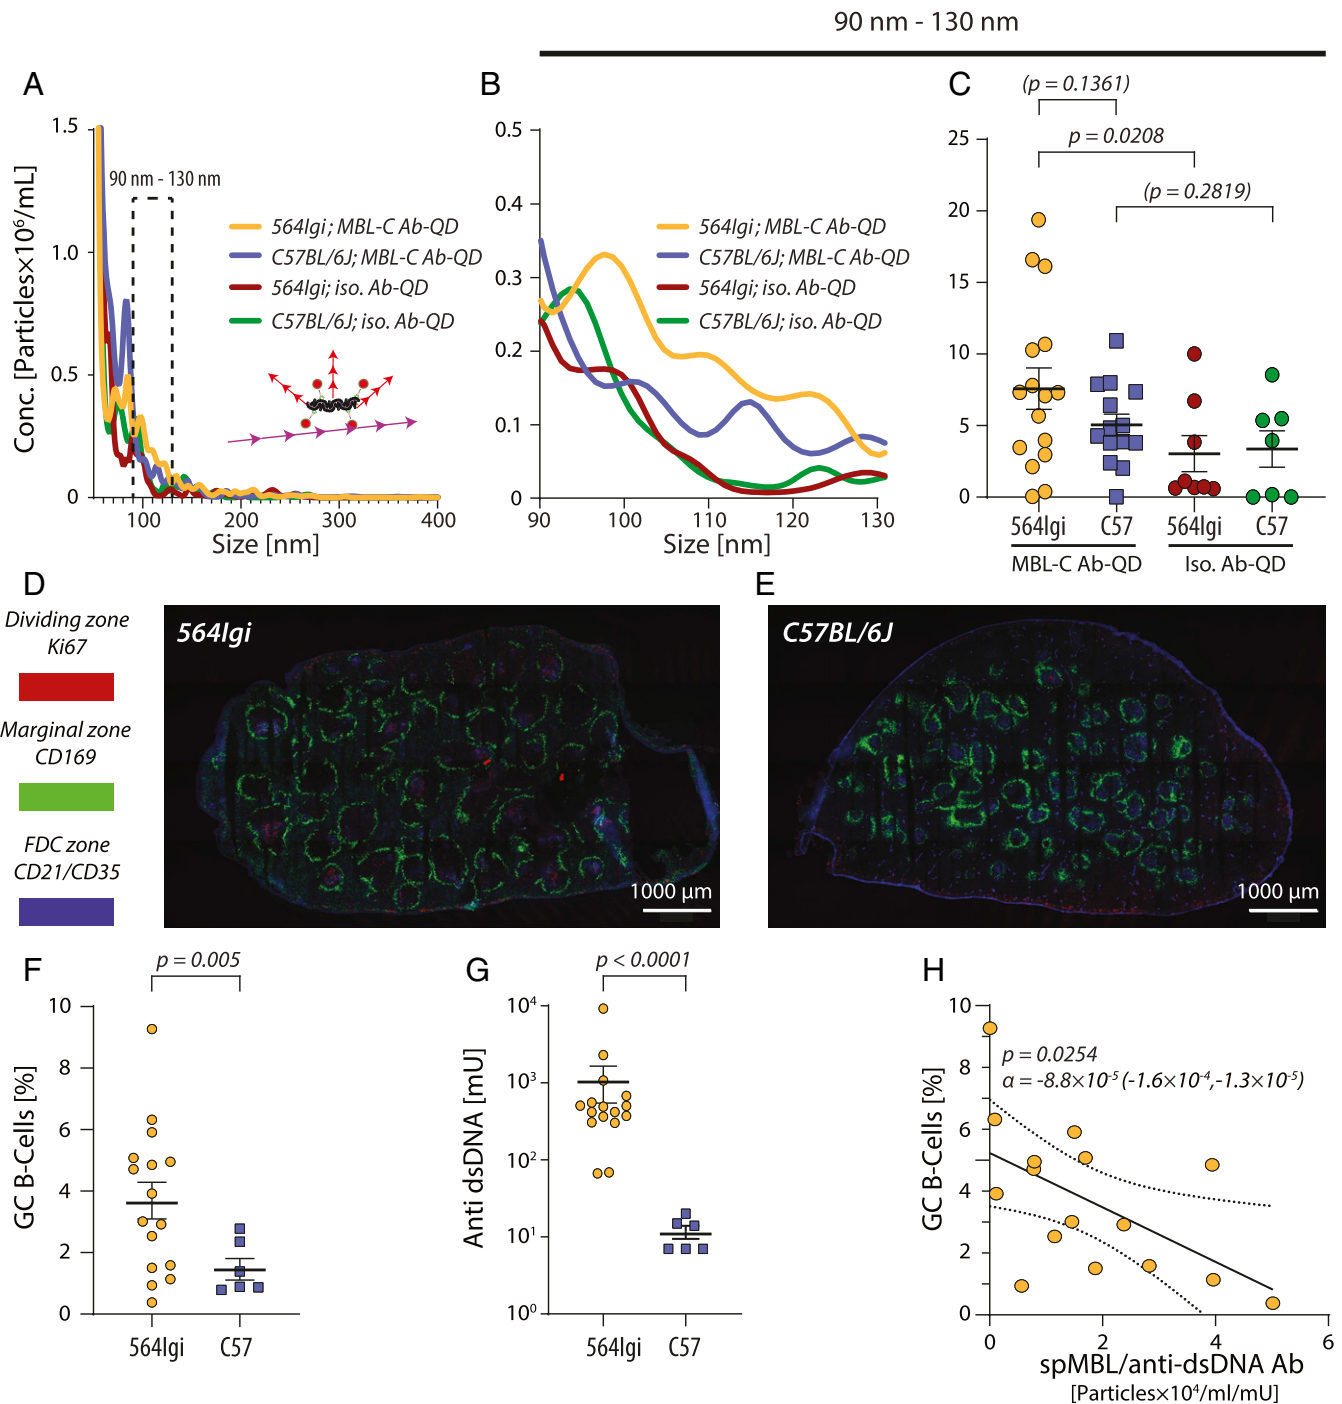 90 nm - 130 nm
A
Conc. [Particles×10⁶/mL]
1.5
1.0
0.5
0
90 nm - 130 nm
564Igi ; MBL-C Ab-QD
C57BL/6J; MBL-C Ab-QD
564Igi; iso. Ab-QD
C57BL/6J; iso. Ab-QD
100
200
300
400
Size [nm]
B
0.5
0.4
0.3
0.2
0.1
0
564Igi ; MBL-C Ab-QD
C57BL/6J; MBL-C Ab-QD
564Igi; iso. Ab-QD
C57BL/6J; iso. Ab-QD
90
100
110
120
130
Size [nm]
C
(p = 0.1361)
p = 0.0208
(p = 0.2819)
25
20
15
10
5
0
564Igi
C57
564Igi
C57
MBL-C Ab-QD
Iso. Ab-QD
D
Dividing zone
Ki67
Marginal zone
CD169
FDC zone
CD21/CD35
564Igi
1000 µm
E
C57BL/6J
1000 µm
F
p = 0.005
GC B-Cells [%]
10
8
6
4
2
0
564Igi
C57
G
p < 0.0001
Anti dsDNA [mU]
10⁴
10³
10²
10¹
10⁰
564Igi
C57
H
GC B-Cells [%]
10
8
6
4
2
0
p = 0.0254
α = -8.8×10⁻⁵ (-1.6×10⁻⁴,-1.3×10⁻⁵)
0
2
4
6
spMBL/anti-dsDNA Ab
[Particles×10⁴/ml/mU]